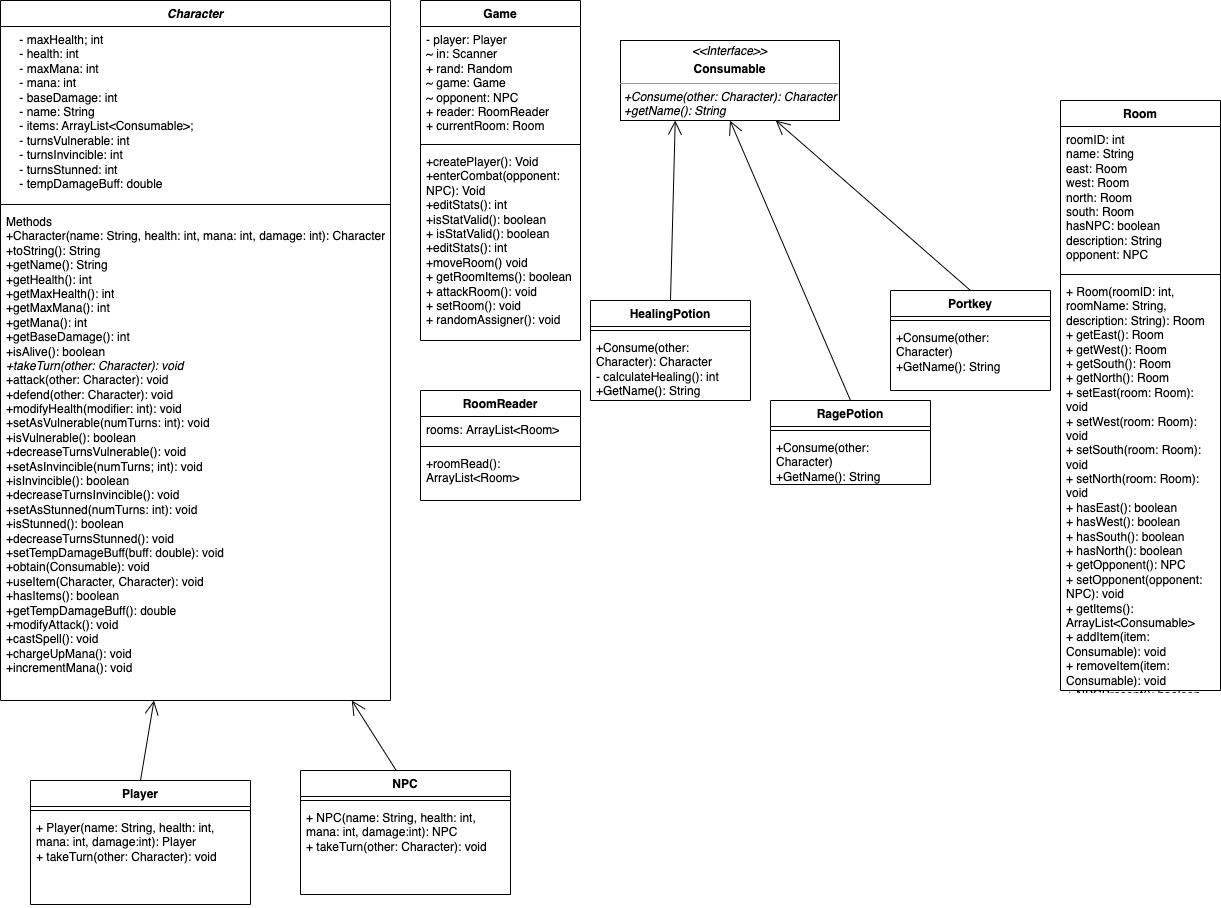 Character
- maxHealth; int
- health: int
- maxMana: int
- mana: int
- baseDamage: int
- name: String
- items: ArrayList<Consumable>;
- turnsVulnerable: int
- turnsInvincible: int
- turnsStunned: int
- tempDamageBuff: double
Methods
+Character(name: String, health: int, mana: int, damage: int): Character
+toString(): String
+getName(): String
+getHealth(): int
+getMaxHealth(): int
+getMaxMana(): int
+getMana(): int
+getBaseDamage(): int
+isAlive(): boolean
+takeTurn(other: Character): void
+attack(other: Character): void
+defend(other: Character): void
+modifyHealth(modifier: int): void
+setAsVulnerable(numTurns: int): void
+isVulnerable(): boolean
+decreaseTurnsVulnerable(): void
+setAsInvincible(numTurns; int): void
+isInvincible(): boolean
+decreaseTurnsInvincible(): void
+setAsStunned(numTurns: int): void
+isStunned(): boolean
+decreaseTurnsStunned(): void
+setTempDamageBuff(buff: double): void
+obtain(Consumable): void
+useItem(Character, Character): void
+hasItems(): boolean
+getTempDamageBuff(): double
+modifyAttack(): void
+castSpell(): void
+chargeUpMana(): void
+incrementMana(): void
Game
- player: Player
~ in: Scanner
+ rand: Random
~ game: Game
~ opponent: NPC
+ reader: RoomReader
+ currentRoom: Room
+createPlayer(): Void
+enterCombat(opponent:
NPC): Void
+editStats(): int
+isStatValid(): boolean
+ isStatValid(): boolean
+editStats(): int
+moveRoom() void
+ getRoomItems(): boolean
+ attackRoom(): void
+ setRoom(): void
+ randomAssigner(): void
RoomReader
rooms: ArrayList<Room>
+roomRead():
ArrayList<Room>
<<Interface>>
Consumable
+Consume(other: Character): Character
+getName(): String
HealingPotion
+Consume(other:
Character): Character
- calculateHealing(): int
+GetName(): String
RagePotion
+Consume(other:
Character)
+GetName(): String
Portkey
+Consume(other:
Character)
+GetName(): String
Room
roomID: int
name: String
east: Room
west: Room
north: Room
south: Room
hasNPC: boolean
description: String
opponent: NPC
+ Room(roomID: int,
roomName: String,
description: String): Room
+ getEast(): Room
+ getWest(): Room
+ getSouth(): Room
+ getNorth(): Room
+ setEast(room: Room):
void
+ setWest(room: Room):
void
+ setSouth(room: Room):
void
+ setNorth(room: Room):
void
+ hasEast(): boolean
+ hasWest(): boolean
+ hasSouth(): boolean
+ hasNorth(): boolean
+ getOpponent(): NPC
+ setOpponent(opponent:
NPC): void
+ getItems():
ArrayList<Consumable>
+ addItem(item:
Consumable): void
+ removeItem(item:
Consumable): void
Player
+ Player(name: String, health: int,
mana: int, damage:int): Player
+ takeTurn(other: Character): void
NPC
+ NPC(name: String, health: int,
mana: int, damage:int): NPC
+ takeTurn(other: Character): void